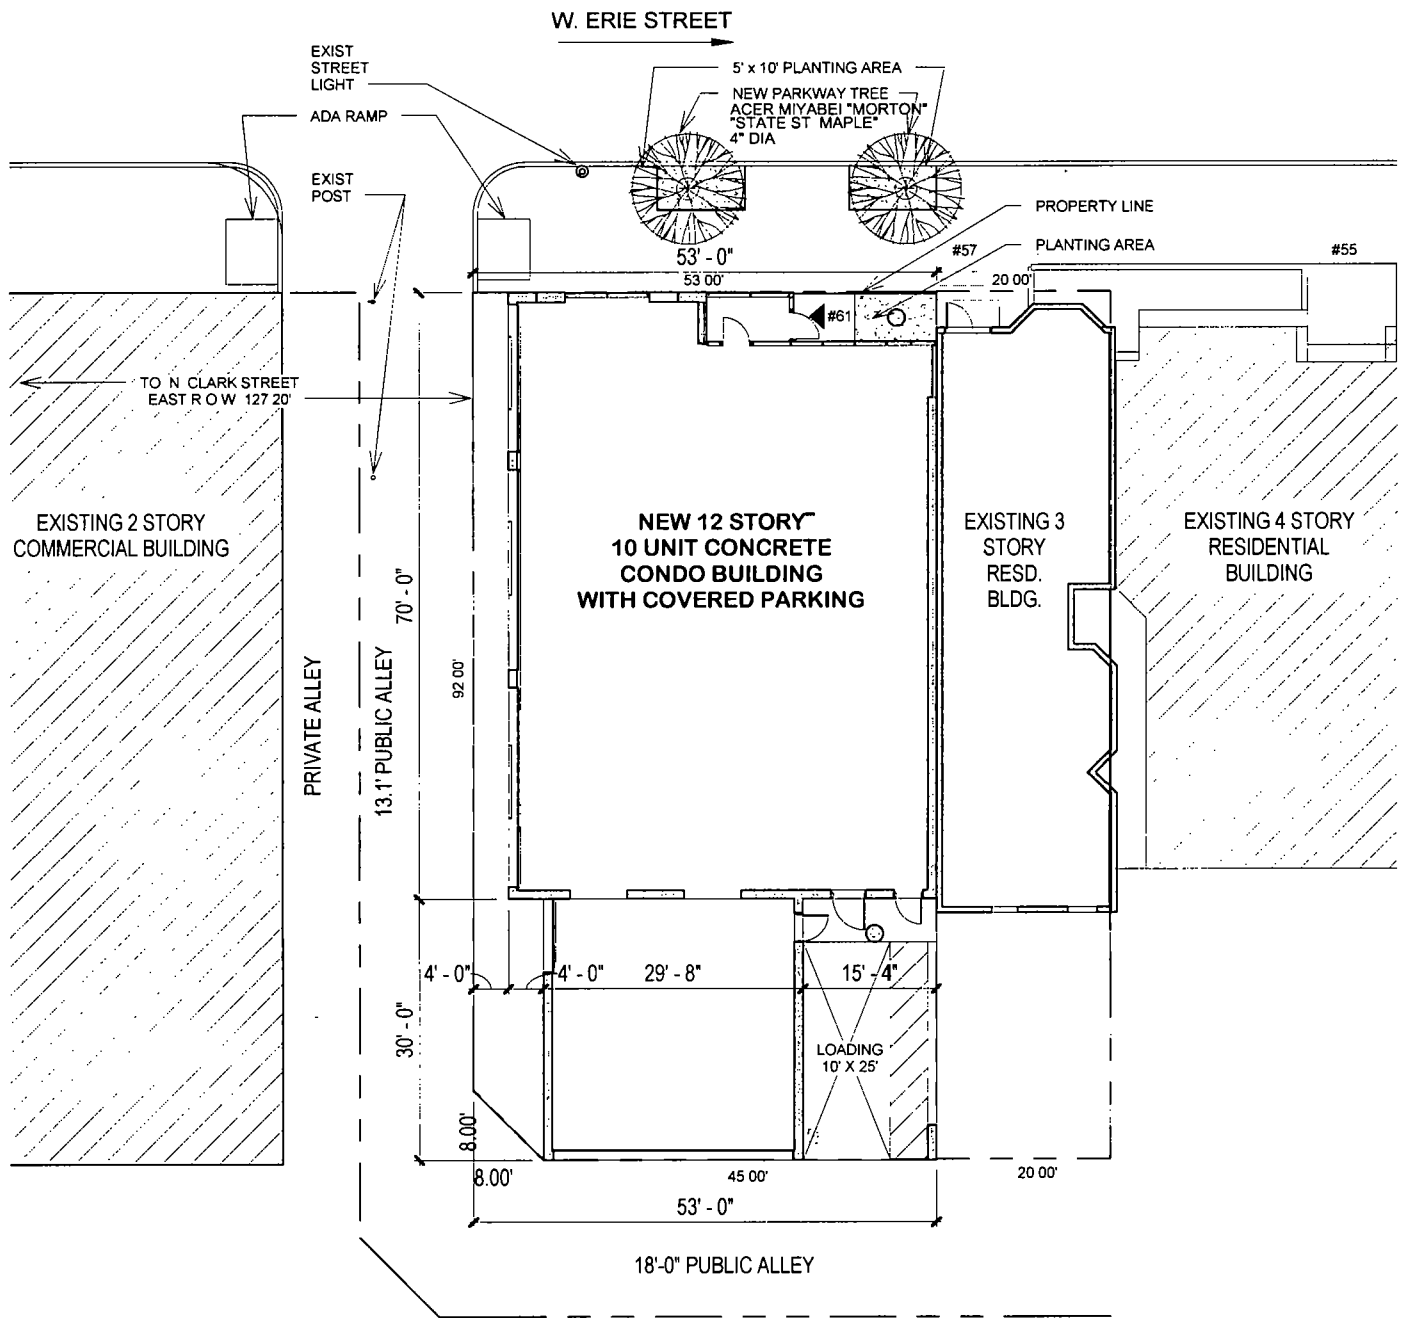 W. ERIE STREET
EXIST
STREET
LIGHT
5' x 10' PLANTING AREA
NEW PARKWAY TREE
ACER MIYABEI "MORTON"
"STATE ST MAPLE"
4" DIA
ADA RAMP
EXIST
POST
PROPERTY LINE
PLANTING AREA
53' - 0"
53 00'
#57
20 00'
#55
#61
TO N CLARK STREET
EAST R O W 127 20'
EXISTING 2 STORY
COMMERCIAL BUILDING
NEW 12 STORY
10 UNIT CONCRETE
CONDO BUILDING
WITH COVERED PARKING
EXISTING 3
STORY
RESD.
BLDG.
EXISTING 4 STORY
RESIDENTIAL
BUILDING
70' - 0"
92 00'
PRIVATE ALLEY
13.1' PUBLIC ALLEY
4' - 0"
4' - 0"
29' - 8"
15' - 4"
30' - 0"
LOADING
10' X 25'
8.00'
8.00'
45 00'
20 00'
53' - 0"
18'-0" PUBLIC ALLEY